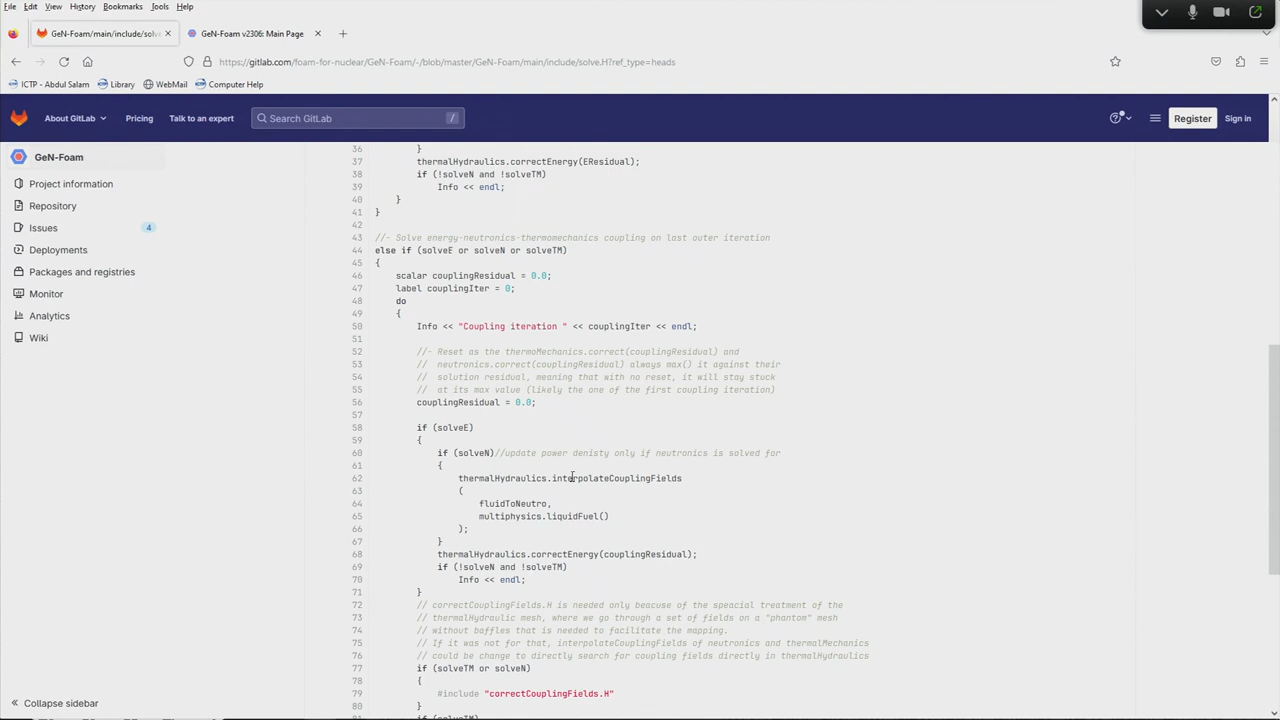 File Edit View History Bookmarks Tools Help
GeN-Foam/main/include/solve
GeN-Foam v2306: Main Page
https://gitlab.com/foam-for-nuclear/GeN-Foam/-/blob/master/GeN-Foam/main/include/solve.H?ref_type=heads
ICTP - Abdul Salam Library WebMail Computer Help
About GitLab Pricing Talk to an expert Search GitLab / Register Sign in
GeN-Foam
Project information
Repository
Issues 4
Deployments
Packages and registries
Monitor
Analytics
Wiki
Collapse sidebar
36 }
37 thermalHydraulics.correctEnergy(EResidual);
38 if (!solveN and !solveTM)
39 Info << endl;
40 }
41 }
42
43 //- Solve energy-neutronics-thermomechanics coupling on last outer iteration
44 else if (solveE or solveN or solveTM)
45 {
46 scalar couplingResidual = 0.0;
47 label couplingIter = 0;
48 do
49 {
50 Info << "Coupling iteration " << couplingIter << endl;
51
52 //- Reset as the thermoMechanics.correct(couplingResidual) and
53 // neutronics.correct(couplingResidual) always max() it against their
54 // solution residual, meaning that with no reset, it will stay stuck
55 // at its max value (likely the one of the first coupling iteration)
56 couplingResidual = 0.0;
57
58 if (solveE)
59 {
60 if (solveN)//update power denisty only if neutronics is solved for
61 {
62 thermalHydraulics.interpolateCouplingFields
63 (
64 fluidToNeutro,
65 multiphysics.liquidFuel()
66 );
67 }
68 thermalHydraulics.correctEnergy(couplingResidual);
69 if (!solveN and !solveTM)
70 Info << endl;
71 }
72 // correctCouplingFields.H is needed only beacuse of the speacial treatment of the
73 // thermalHydraulic mesh, where we go through a set of fields on a "phantom" mesh
74 // without baffles that is needed to facilitate the mapping.
75 // If it was not for that, interpolateCouplingFields of neutronics and thermalMechanics
76 // could be change to directly search for coupling fields directly in thermalHydraulics
77 if (solveTM or solveN)
78 {
79 #include "correctCouplingFields.H"
80 }
81 if (solveTM)